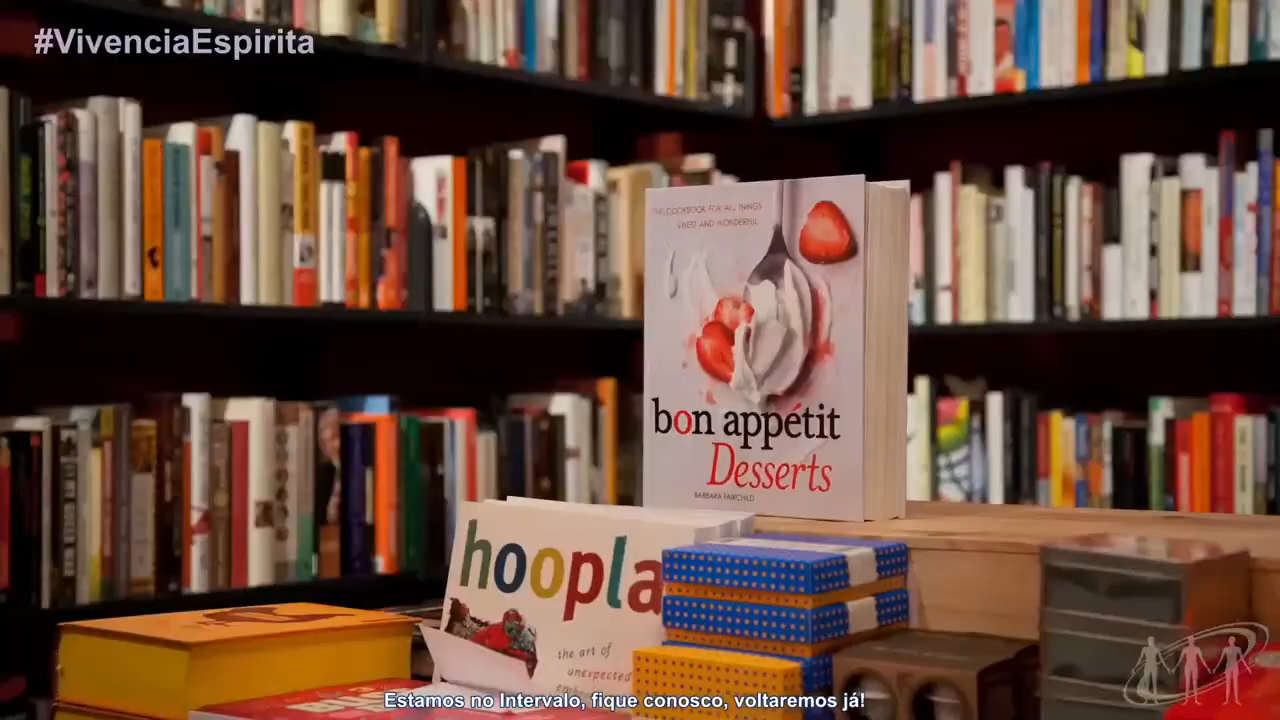 #VivenciaEspirita
THE COOKBOOK FOR ALL THINGS
SWEET AND WONDERFUL
bon appétit
Desserts
BARBARA FAIRCHILD
hoopla
the art of
unexpected
Estamos no Intervalo, fique conosco, voltaremos já!